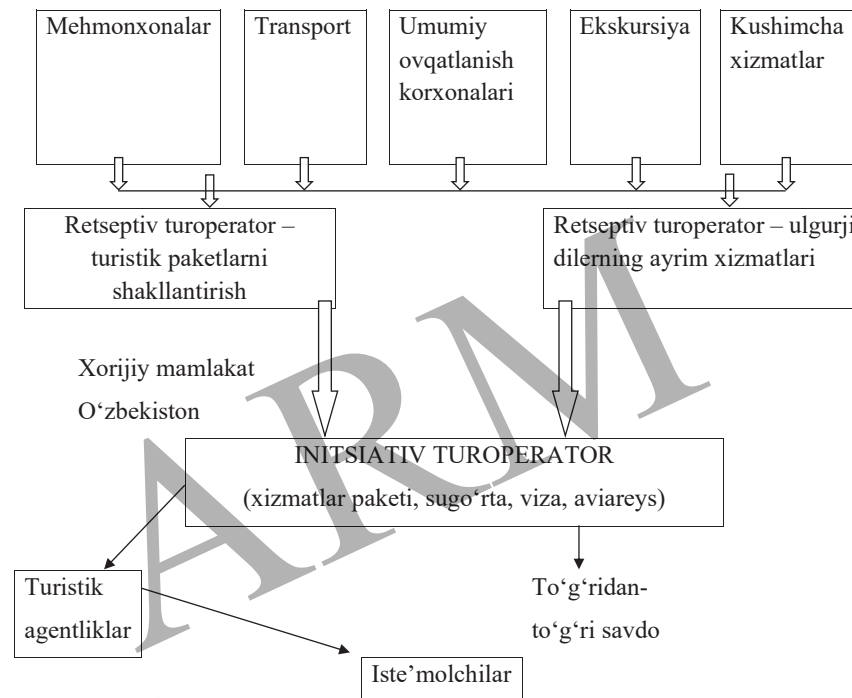 Mehmonxonalar
Transport
Umumiy
ovqatlanish
korxonalari
Ekskursiya
Kushimcha
xizmatlar
Retseptiv turoperator –
turistik paketlarni
shakllantirish
Retseptiv turoperator – ulgurji
dilerning ayrim xizmatlari
Xorijiy mamlakat
O‘zbekiston
INITSIATIV TUROPERATOR
(xizmatlar paketi, sugo‘rta, viza, aviareys)
Turistik
agentliklar
To‘g‘ridan-
to‘g‘ri savdo
Iste’molchilar
ARM